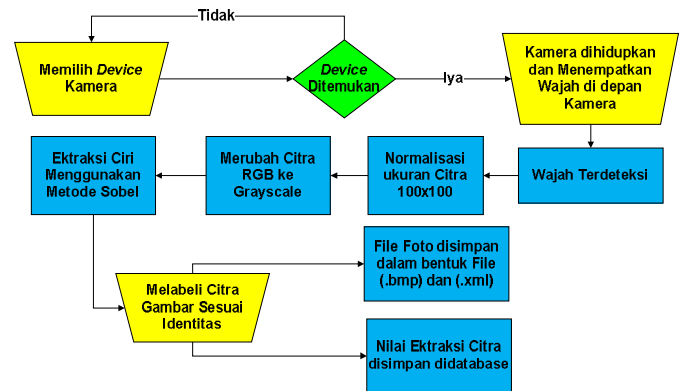 Tidak
Memilih Device
Kamera
Device
Ditemukan
Iya
Kamera dihidupkan
dan Menempatkan
Wajah di depan
Kamera
Wajah Terdeteksi
Normalisasi
ukuran Citra
100x100
Merubah Citra
RGB ke
Grayscale
Ektraksi Ciri
Menggunakan
Metode Sobel
Melabeli Citra
Gambar Sesuai
Identitas
File Foto disimpan
dalam bentuk File
(.bmp) dan (.xml)
Nilai Ektraksi Citra
disimpan didatabase